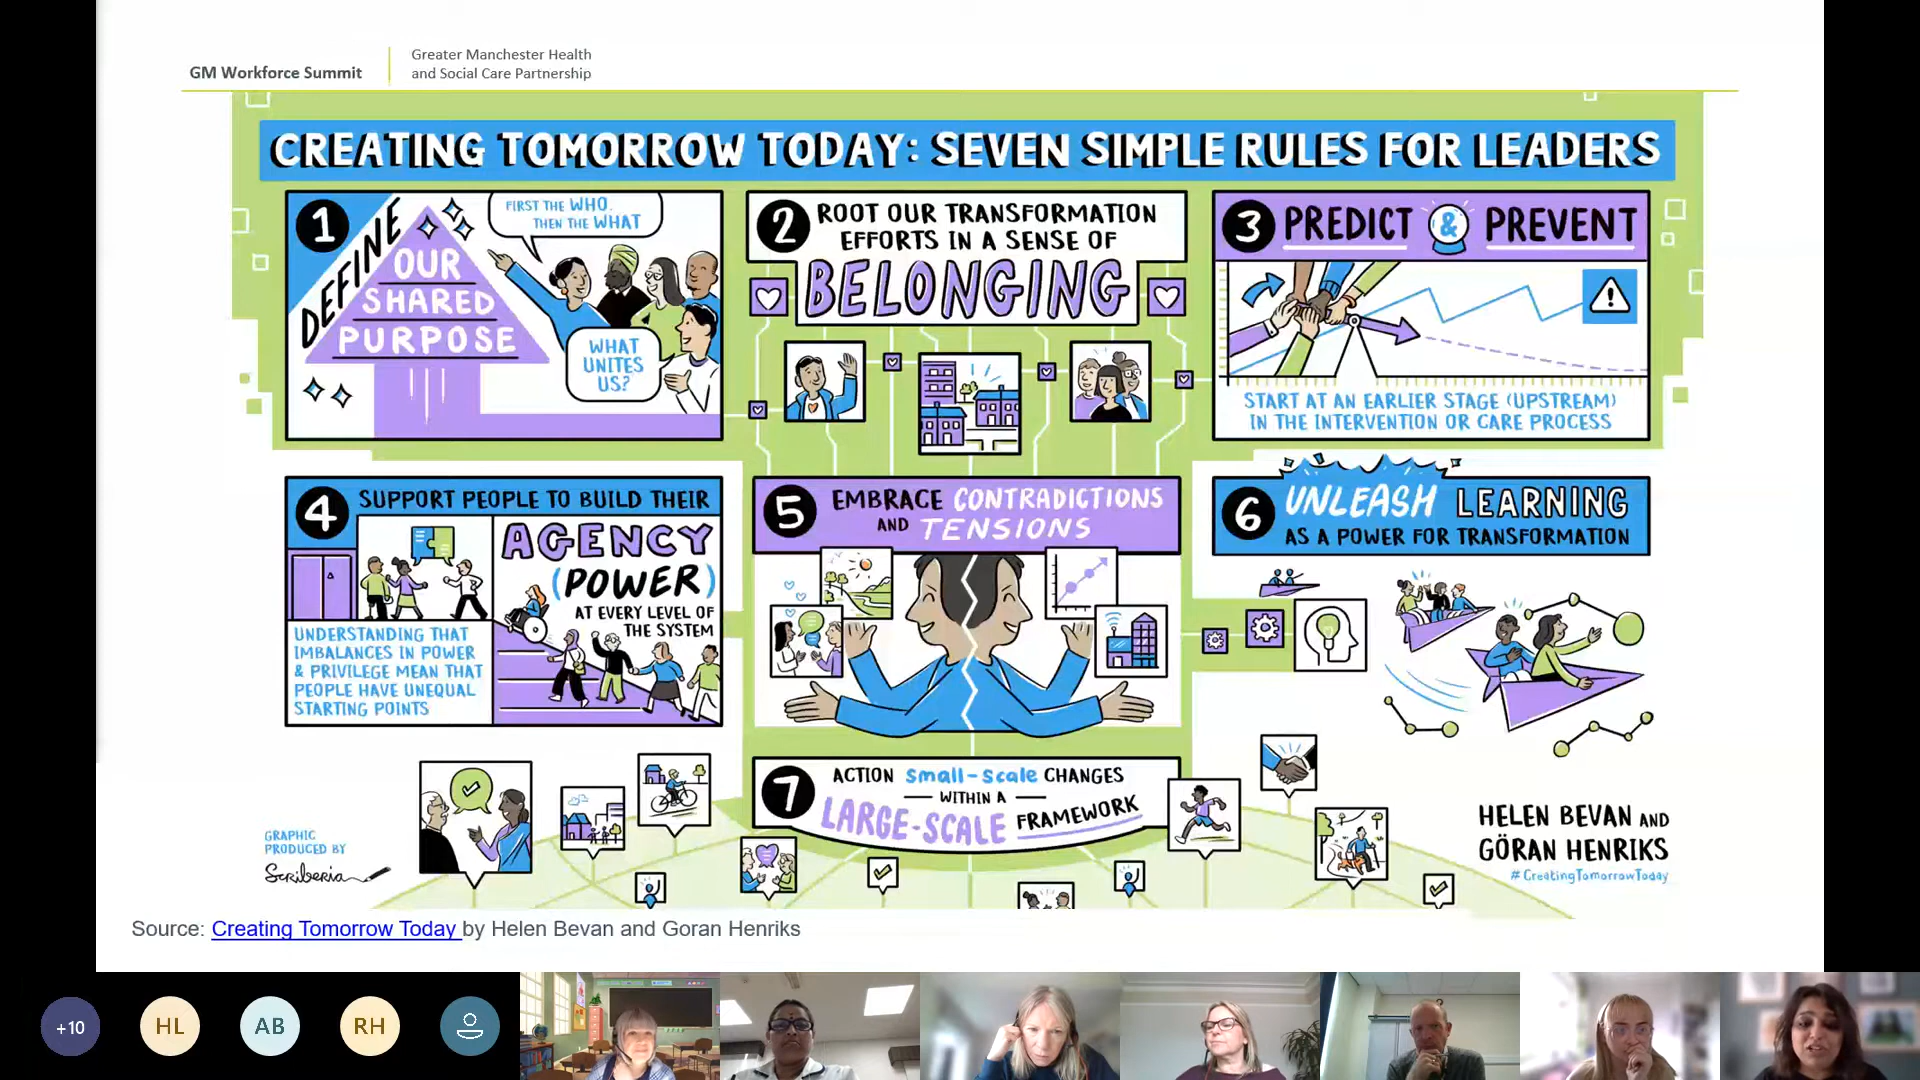 GM Workforce Summit
Greater Manchester Health
and Social Care Partnership
CREATING TOMORROW TODAY: SEVEN SIMPLE RULES FOR LEADERS
1
DEFINE
OUR
SHARED
PURPOSE
FIRST THE WHO.
THEN THE WHAT
WHAT
UNITES
US?
2
ROOT OUR TRANSFORMATION
EFFORTS IN A SENSE OF
BELONGING
3
PREDICT & PREVENT
START AT AN EARLIER STAGE (UPSTREAM)
IN THE INTERVENTION OR CARE PROCESS
4
SUPPORT PEOPLE TO BUILD THEIR
AGENCY
(POWER)
AT EVERY LEVEL OF
THE SYSTEM
UNDERSTANDING THAT
IMBALANCES IN POWER
& PRIVILEGE MEAN THAT
PEOPLE HAVE UNEQUAL
STARTING POINTS
5
EMBRACE CONTRADICTIONS
AND TENSIONS
6
UNLEASH LEARNING
AS A POWER FOR TRANSFORMATION
7
ACTION small-scale CHANGES
WITHIN A
LARGE-SCALE FRAMEWORK
GRAPHIC
PRODUCED BY
Scriberia
HELEN BEVAN AND
GÖRAN HENRIKS
#CreatingTomorrowToday
Source: Creating Tomorrow Today by Helen Bevan and Goran Henriks
+10
HL
AB
RH